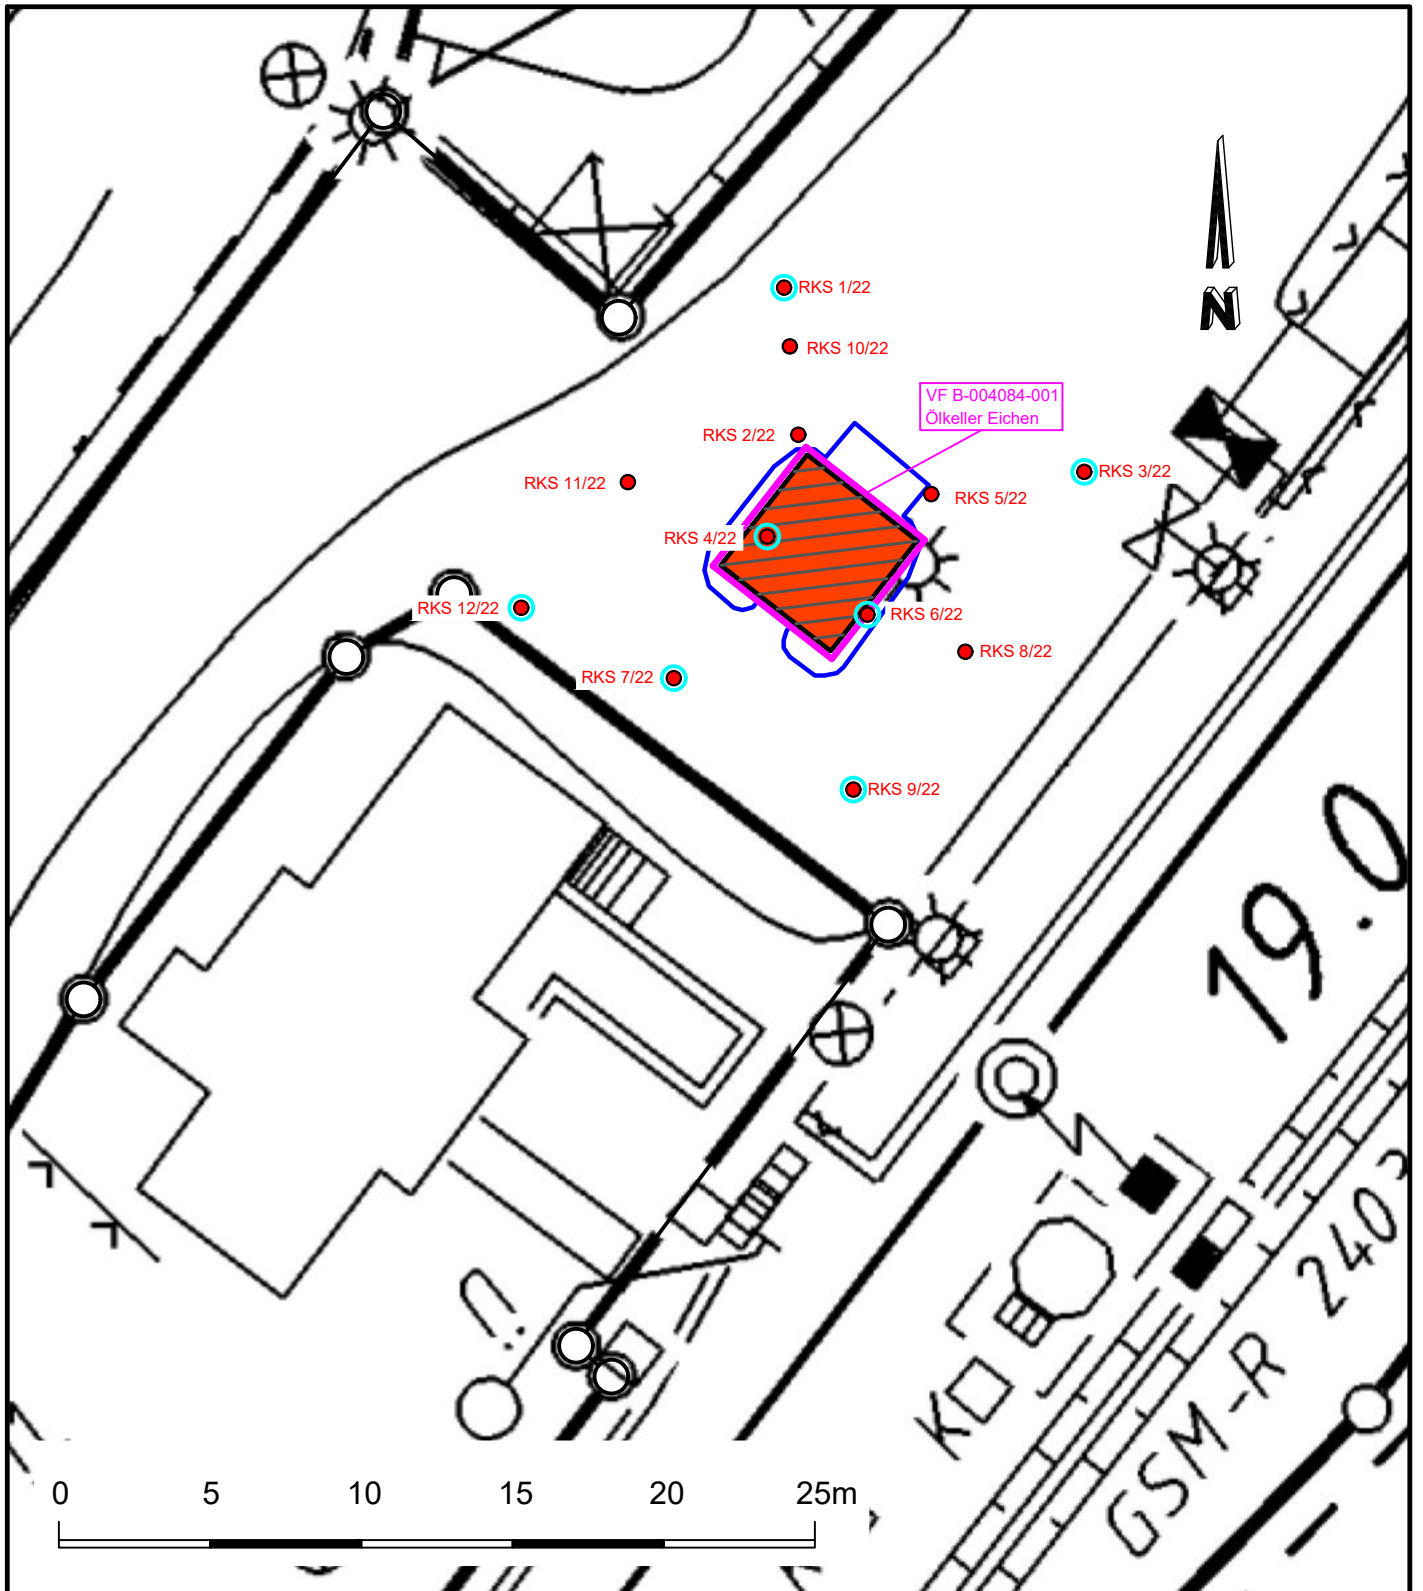 N
RKS 1/22
RKS 10/22
VF B-004084-001
Ölkeller Eichen
RKS 2/22
RKS 3/22
RKS 11/22
RKS 5/22
RKS 4/22
RKS 12/22
RKS 6/22
RKS 8/22
RKS 7/22
RKS 9/22
19.0
240
K
GSM-R
0 5 10 15 20 25m